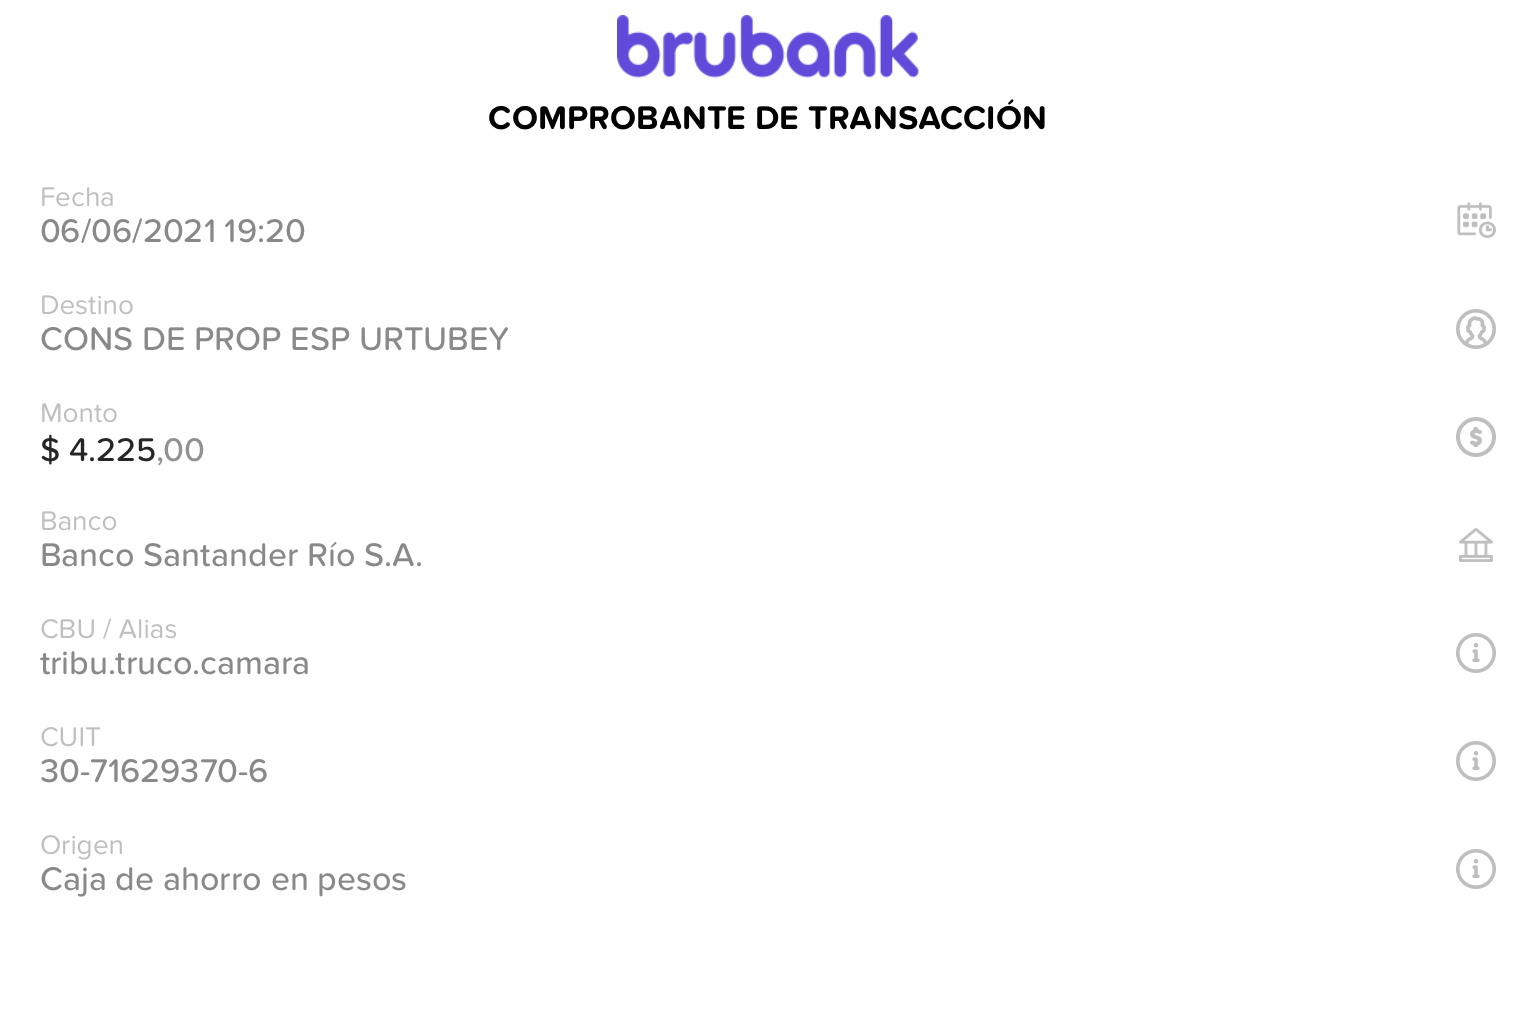 brubank
COMPROBANTE DE TRANSACCIÓN
Fecha
06/06/2021 19:20
Destino
CONS DE PROP ESP URTUBEY
Monto
$ 4.225,00
Banco
Banco Santander Río S.A.
CBU / Alias
tribu.truco.camara
CUIT
30-71629370-6
Origen
Caja de ahorro en pesos